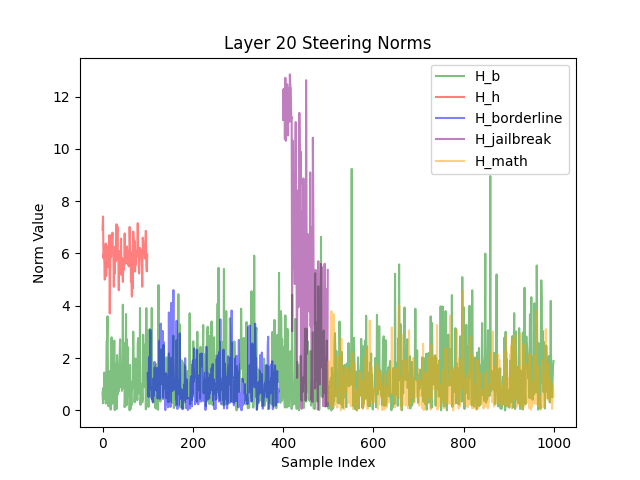 Layer 20 Steering Norms
H_b
H_h
H_borderline
H_jailbreak
H_math
Norm Value
12
10
8
6
4
2
0
0
200
400
600
800
1000
Sample Index